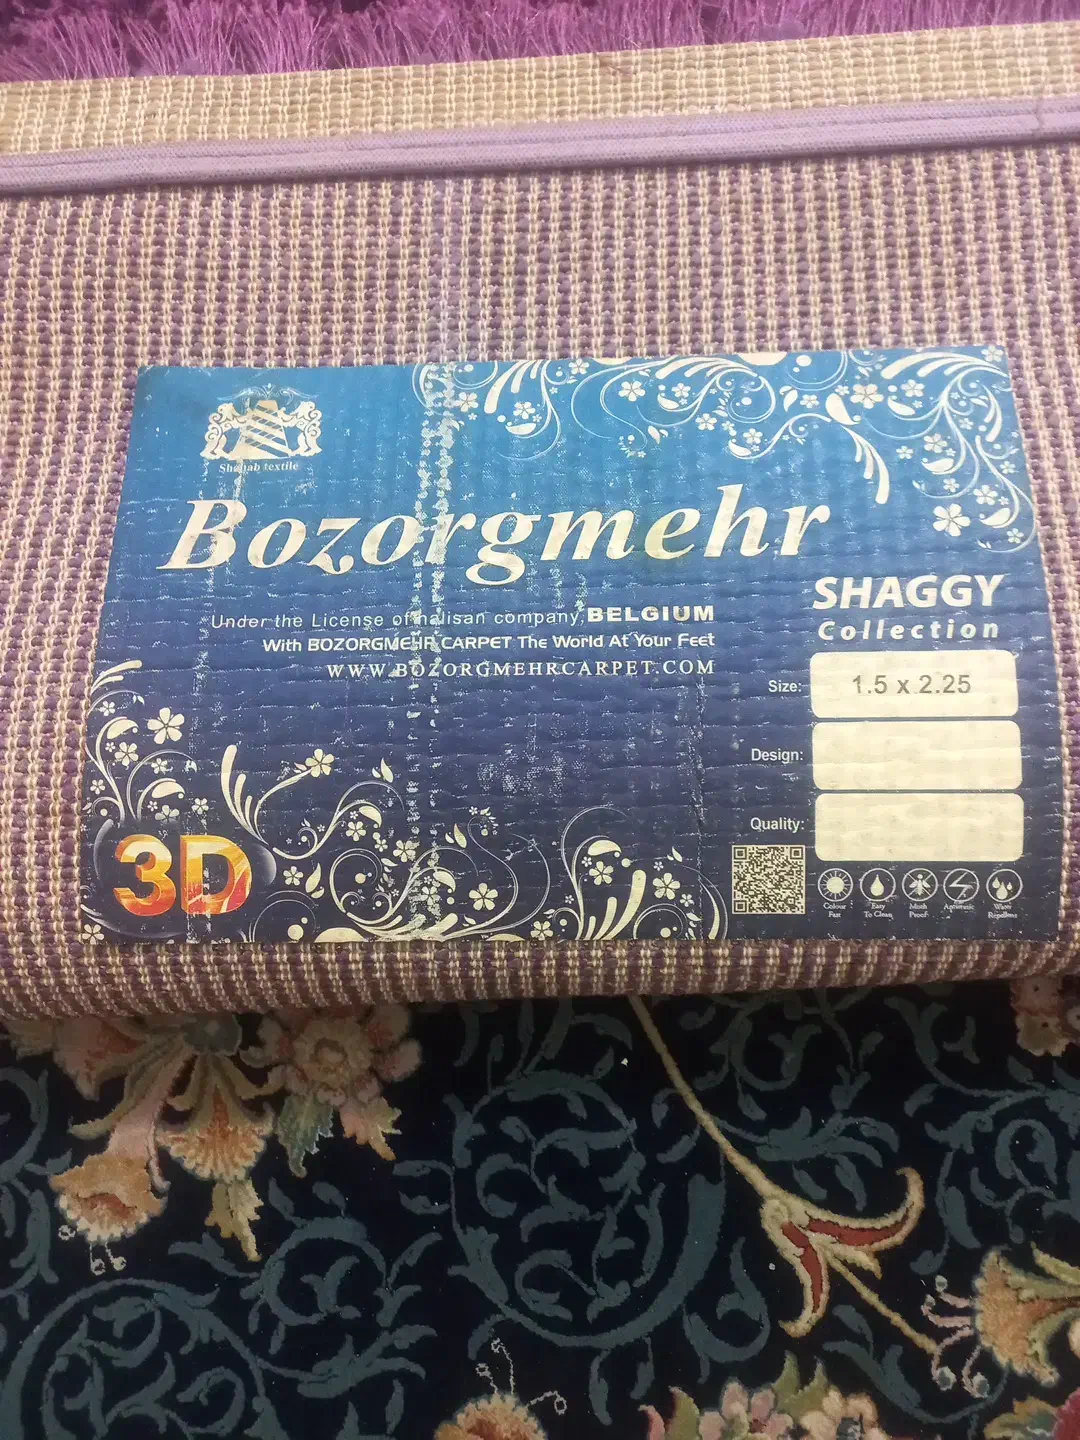 Shahab textile
Bozorgmehr
Under the License of halisan company, BELGIUM
With BOZORGMEHR CARPET The World At Your Feet
WWW.BOZORGMEHRCARPET.COM
SHAGGY
Collection
Size: 1.5 x 2.25
Design:
Quality:
3D
Colour Fast
Easy To Clean
Moth Proof
Antistatic
Water Repellent